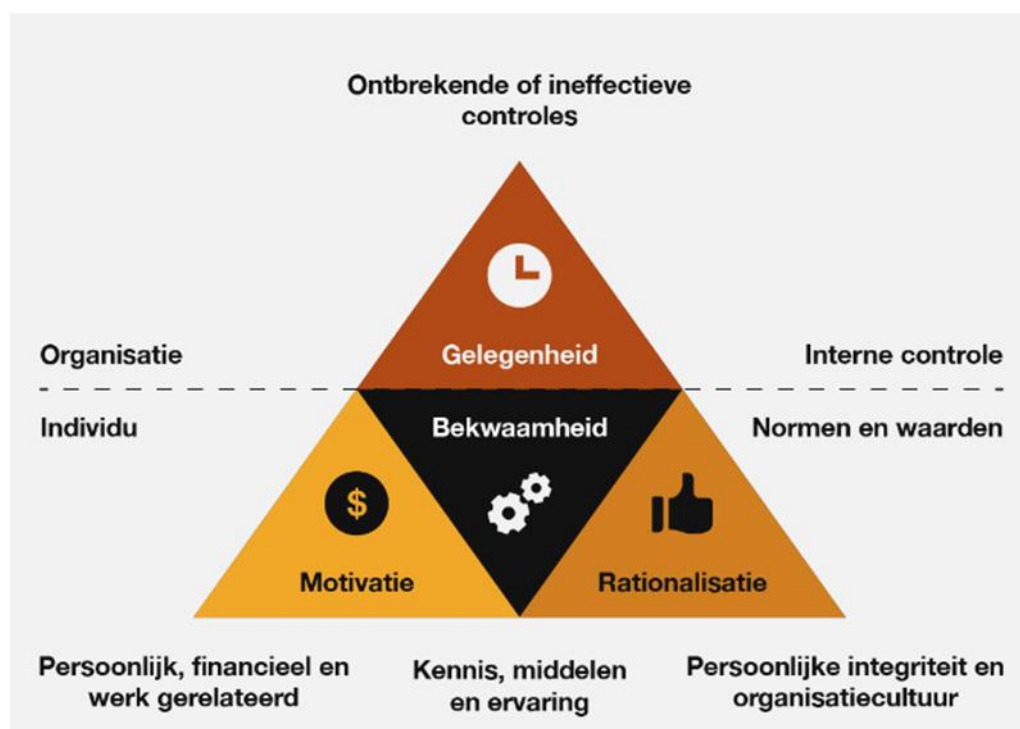 Ontbrekende of ineffectieve
controles
Gelegenheid
Organisatie
Interne controle
Individu
Bekwaamheid
Normen en waarden
$
Motivatie
Rationalisatie
Persoonlijk, financieel en
werk gerelateerd
Kennis, middelen
en ervaring
Persoonlijke integriteit en
organisatiecultuur